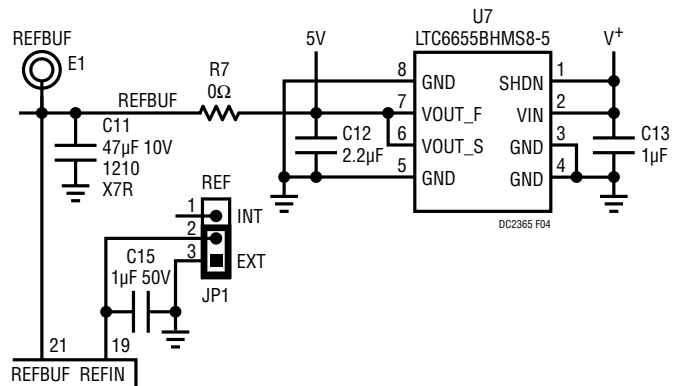 U7
LTC6655BHMS8-5
REFBUF
E1
5V
V+
R7
0Ω
REFBUF
8
GND
SHDN
1
7
VOUT_F
VIN
2
6
VOUT_S
GND
3
5
GND
GND
4
C11
47µF 10V
1210
X7R
C12
2.2µF
C13
1µF
DC2365 F04
REF
1
INT
2
3
EXT
JP1
C15
1µF 50V
21
19
REFBUF REFIN